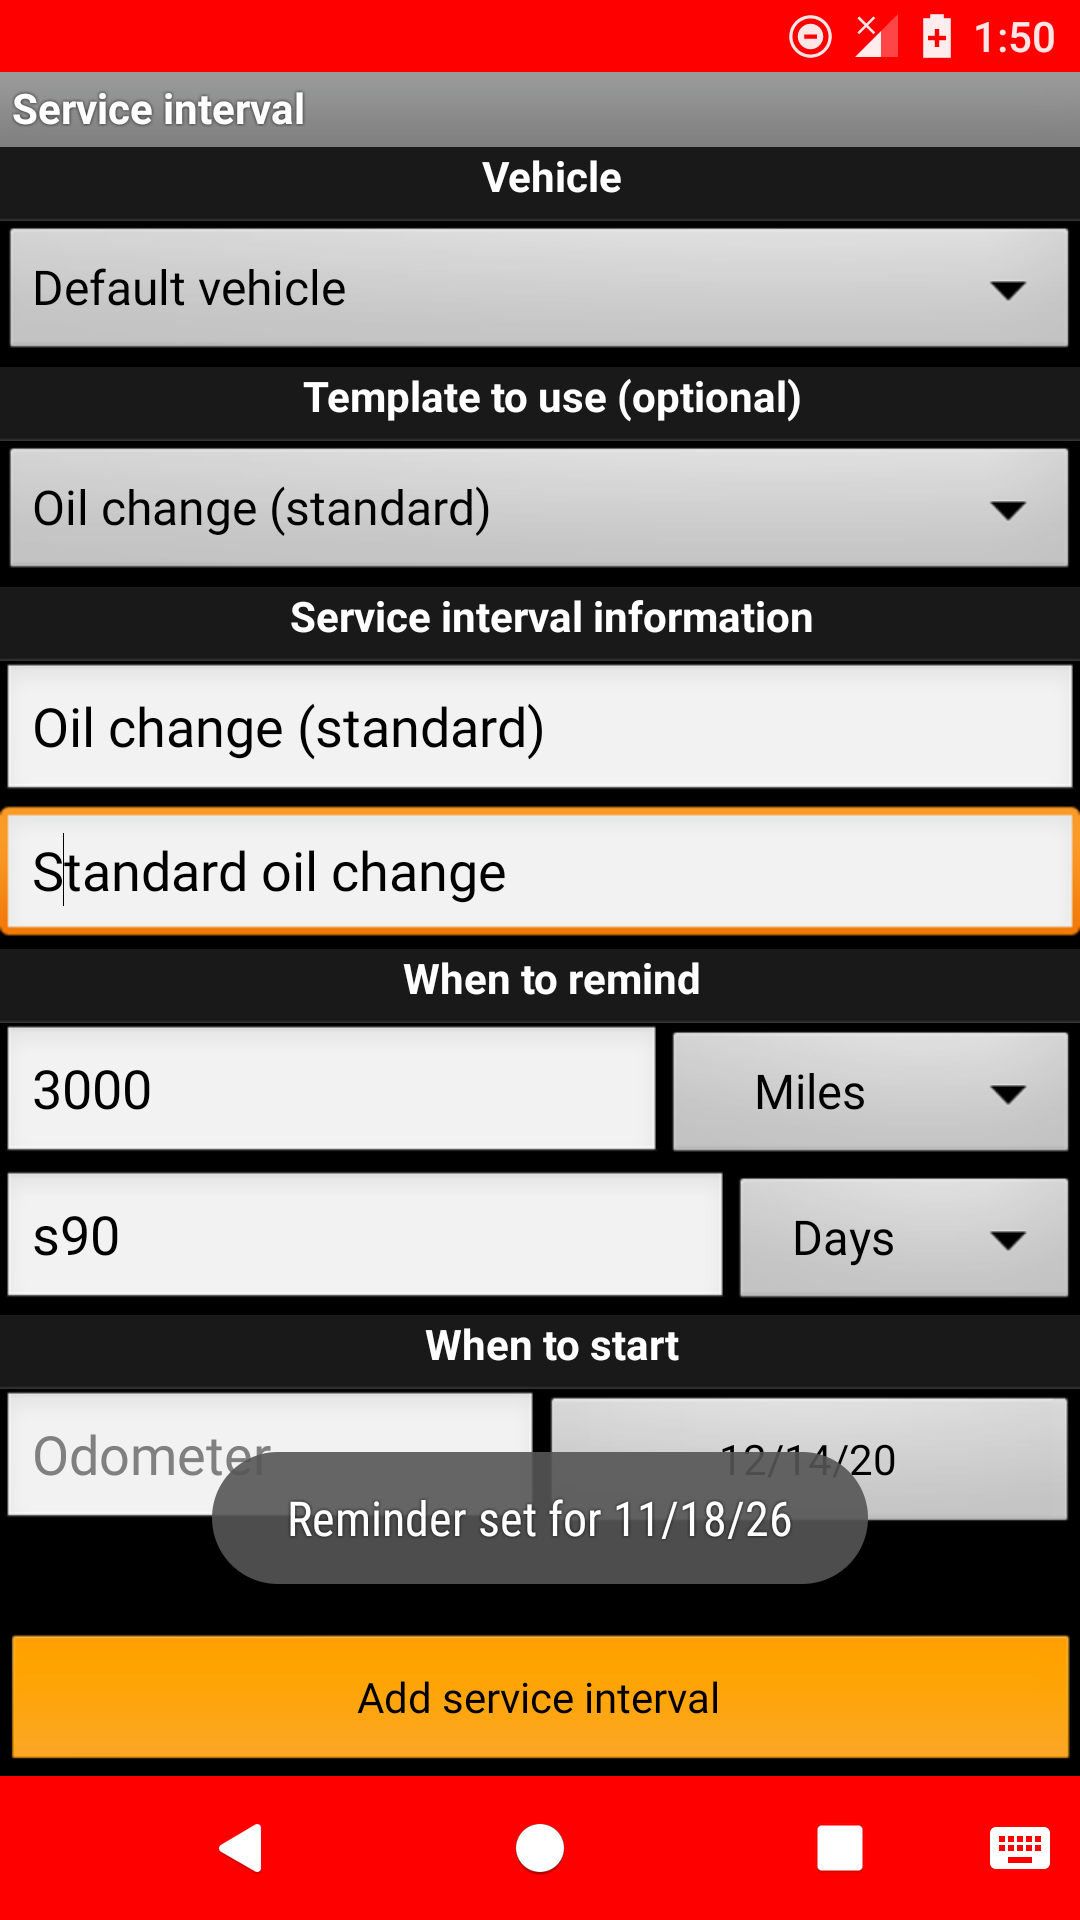 1:50
Service interval
Vehicle
Default vehicle
Template to use (optional)
Oil change (standard)
Service interval information
Oil change (standard)
Standard oil change
When to remind
3000 Miles
s90 Days
When to start
Odometer 12/14/20
Reminder set for 11/18/26
Add service interval